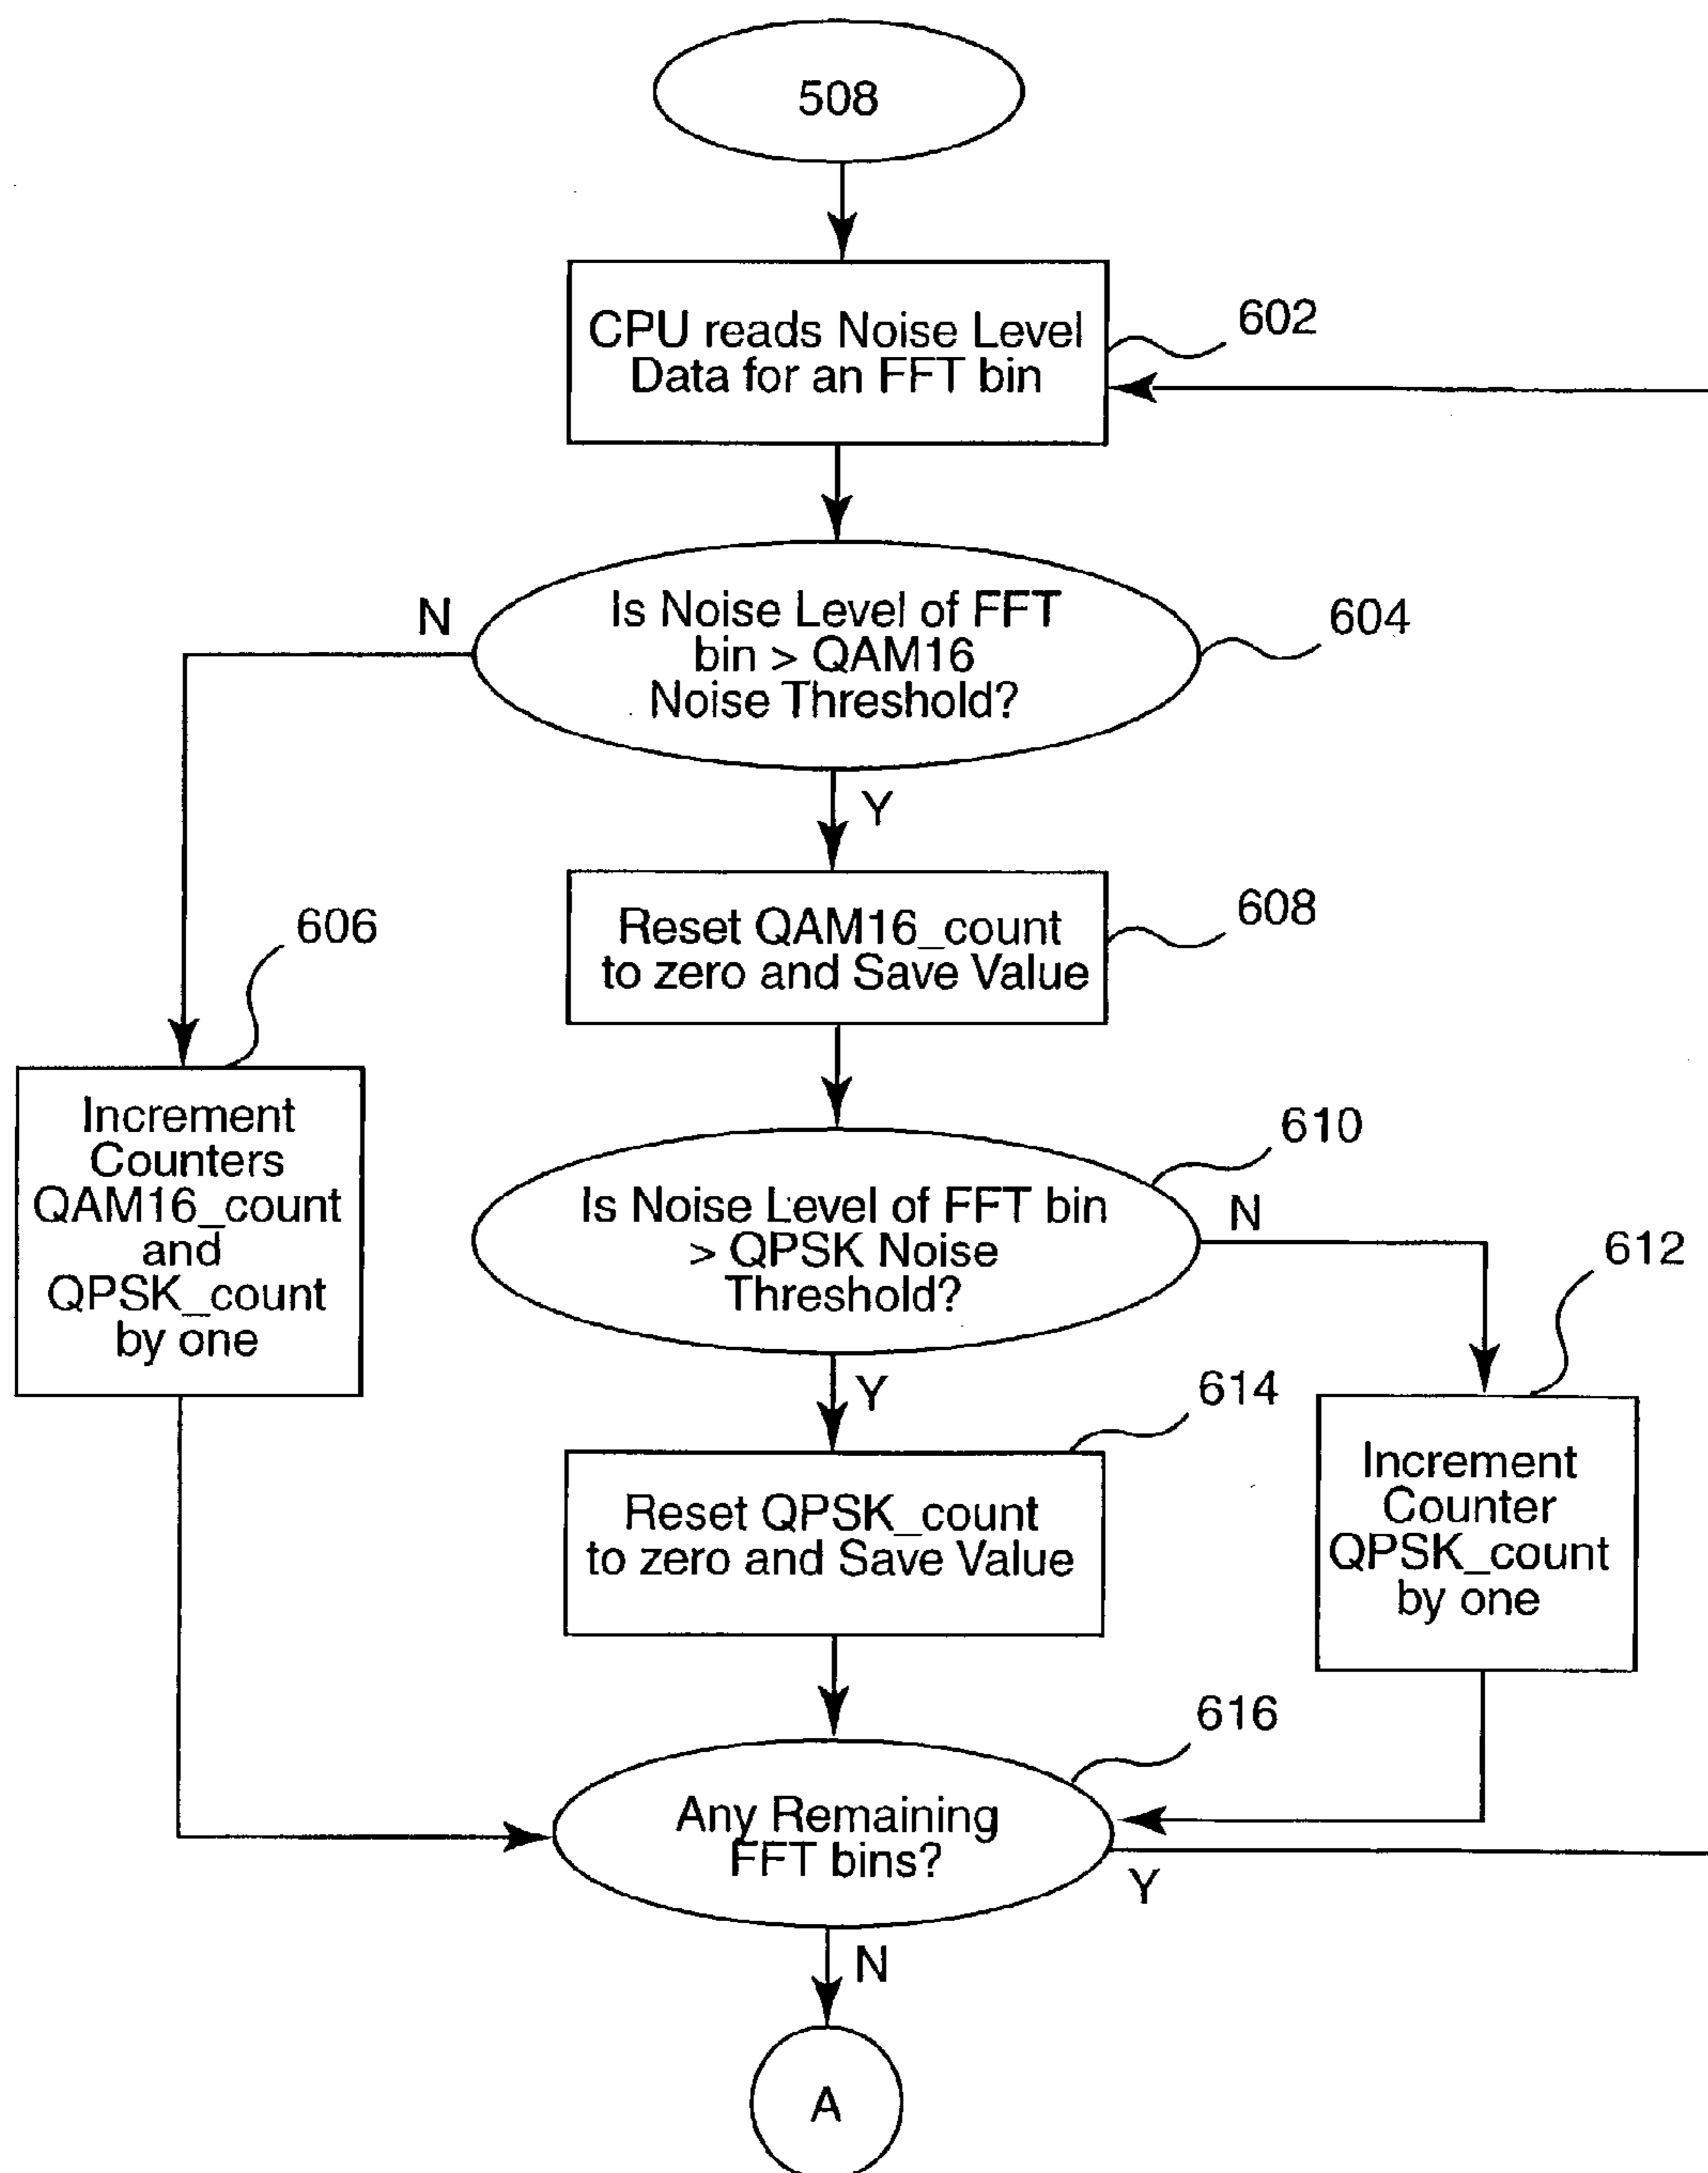 508
CPU reads Noise Level
Data for an FFT bin
602
Is Noise Level of FFT
bin > QAM16
Noise Threshold?
604
N
Y
Reset QAM16_count
to zero and Save Value
608
606
Increment
Counters
QAM16_count
and
QPSK_count
by one
Is Noise Level of FFT bin
> QPSK Noise
Threshold?
610
N
Y
612
Increment
Counter
QPSK_count
by one
614
Reset QPSK_count
to zero and Save Value
616
Any Remaining
FFT bins?
Y
N
A